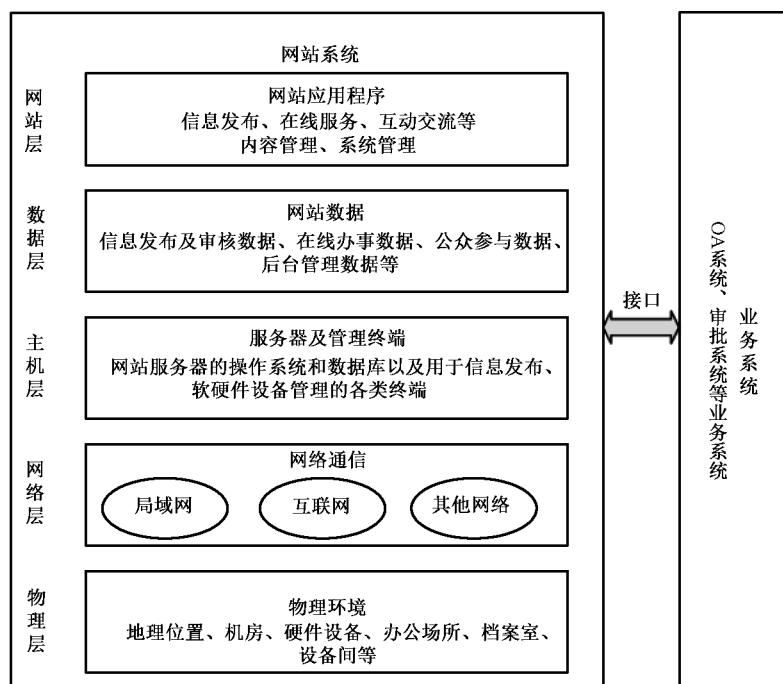 网站系统
网站层
网站应用程序
信息发布、在线服务、互动交流等
内容管理、系统管理
数据层
网站数据
信息发布及审核数据、在线办事数据、公众参与数据、
后台管理数据等
主机层
服务器及管理终端
网站服务器的操作系统和数据库以及用于信息发布、
软硬件设备管理的各类终端
网络层
网络通信
局域网
互联网
其他网络
物理层
物理环境
地理位置、机房、硬件设备、办公场所、档案室、
设备间等
接口
业务系统
OA系统、审批系统等业务系统